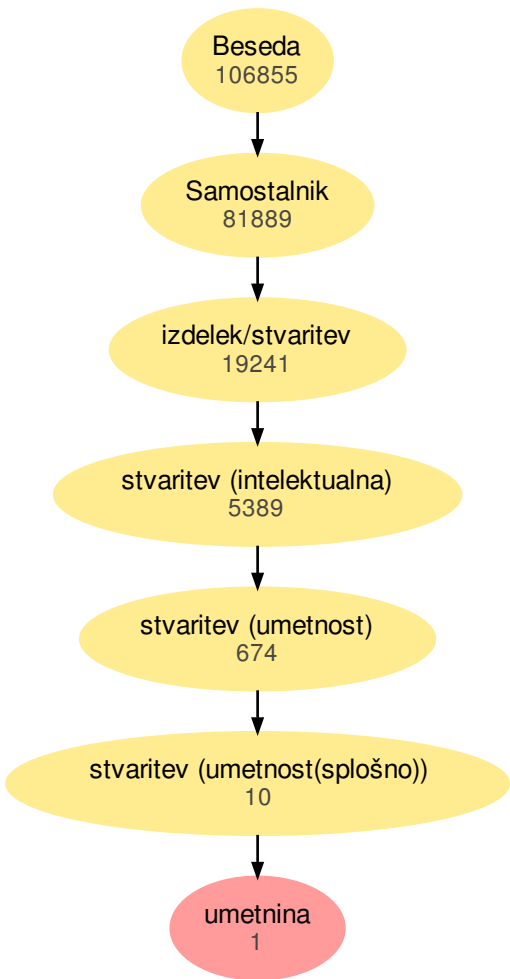 Beseda
106855
Samostalnik
81889
izdelek/stvaritev
19241
stvaritev (intelektualna)
5389
stvaritev (umetnost)
674
stvaritev (umetnost(splošno))
10
umetnina
1